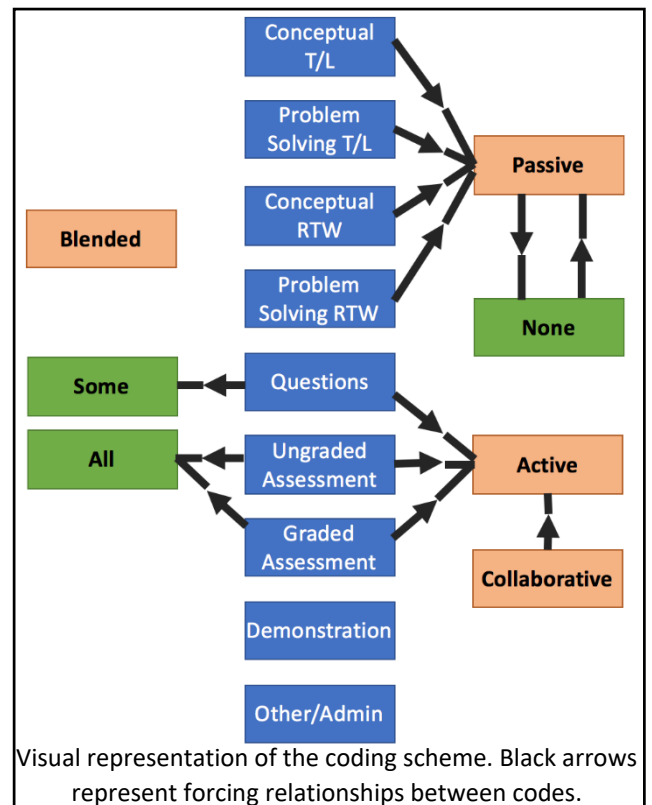 Conceptual
T/L
Problem
Solving T/L
Passive
Conceptual
RTW
Blended
Problem
Solving RTW
None
Some
Questions
All
Ungraded
Assessment
Active
Graded
Assessment
Collaborative
Demonstration
Other/Admin
Visual representation of the coding scheme. Black arrows
represent forcing relationships between codes.